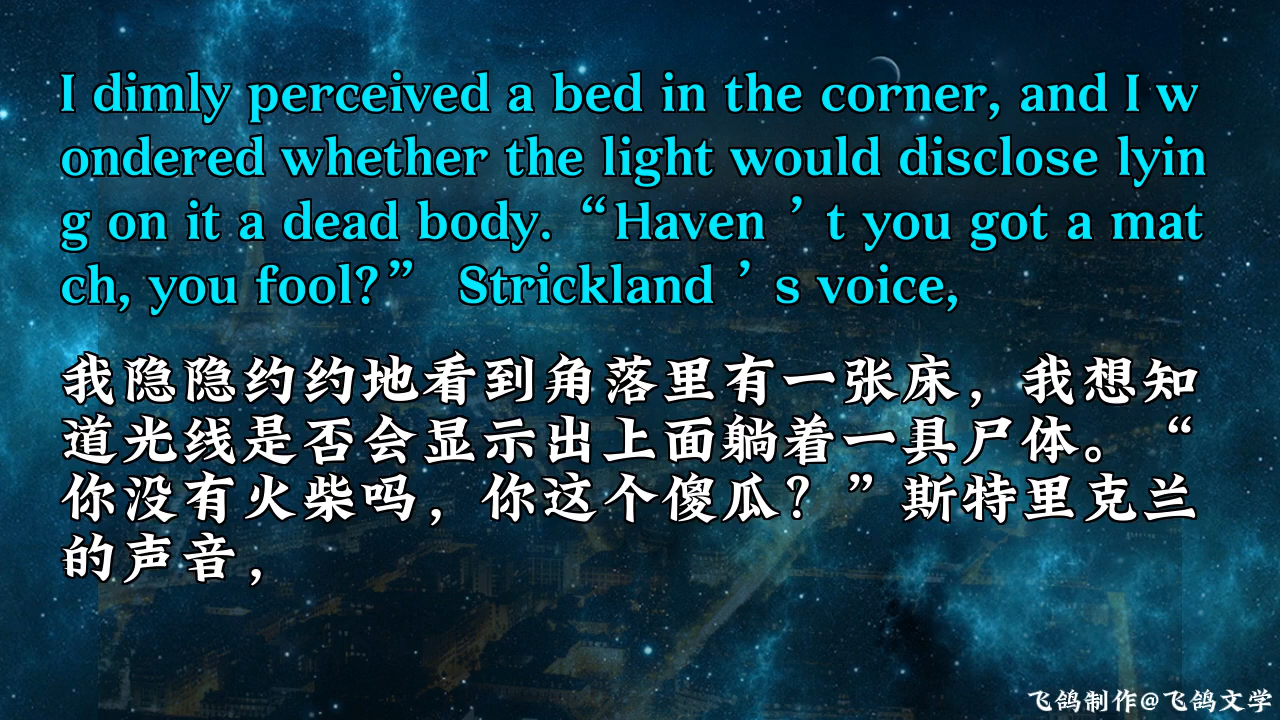 I dimly perceived a bed in the corner, and I w
ondered whether the light would disclose lyin
g on it a dead body.“Haven ’ t you got a mat
ch, you fool?” Strickland ’ s voice,
我隐隐约约地看到角落里有一张床，我想知
道光线是否会显示出上面躺着一具尸体。“
你没有火柴吗，你这个傻瓜？”斯特里克兰
的声音，
飞鸽制作@飞鸽文学